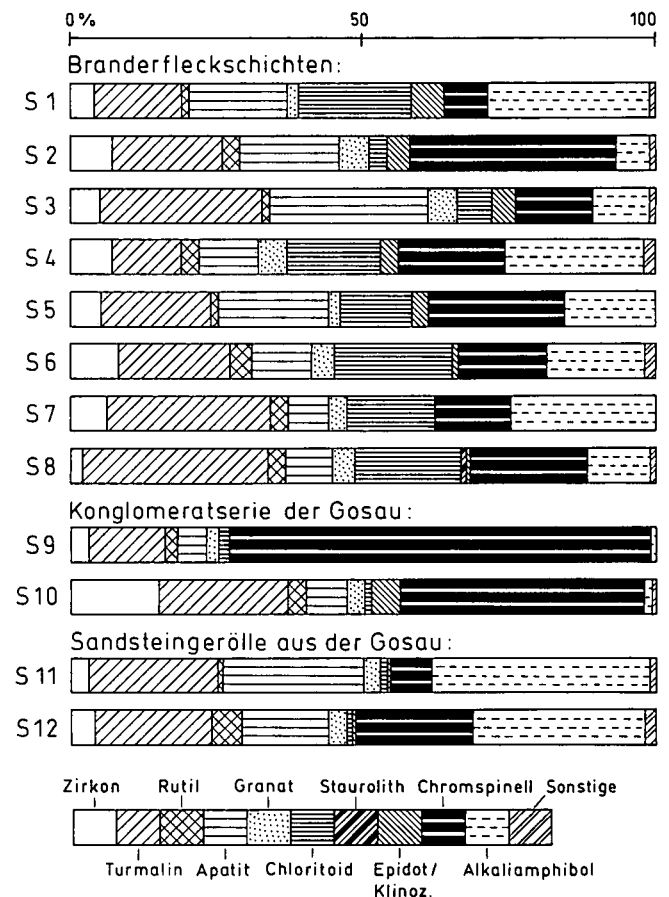 0 % 50 100
Branderfleckschichten:
S 1
S 2
S 3
S 4
S 5
S 6
S 7
S 8
Konglomeratserie der Gosau:
S 9
S 10
Sandsteingerölle aus der Gosau:
S 11
S 12
Zirkon Rutil Granat Staurolith Chromspinell Sonstige
Turmalin Apatit Chloritoid Epidot/ Alkaliamphibol
Klinoz.